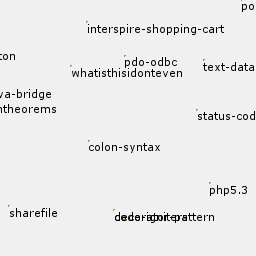 po
interspire-shopping-cart
ton
pdo-odbc
text-data
whatisthisidonteven
va-bridge
ntheorems
status-cod
colon-syntax
php5.3
sharefile